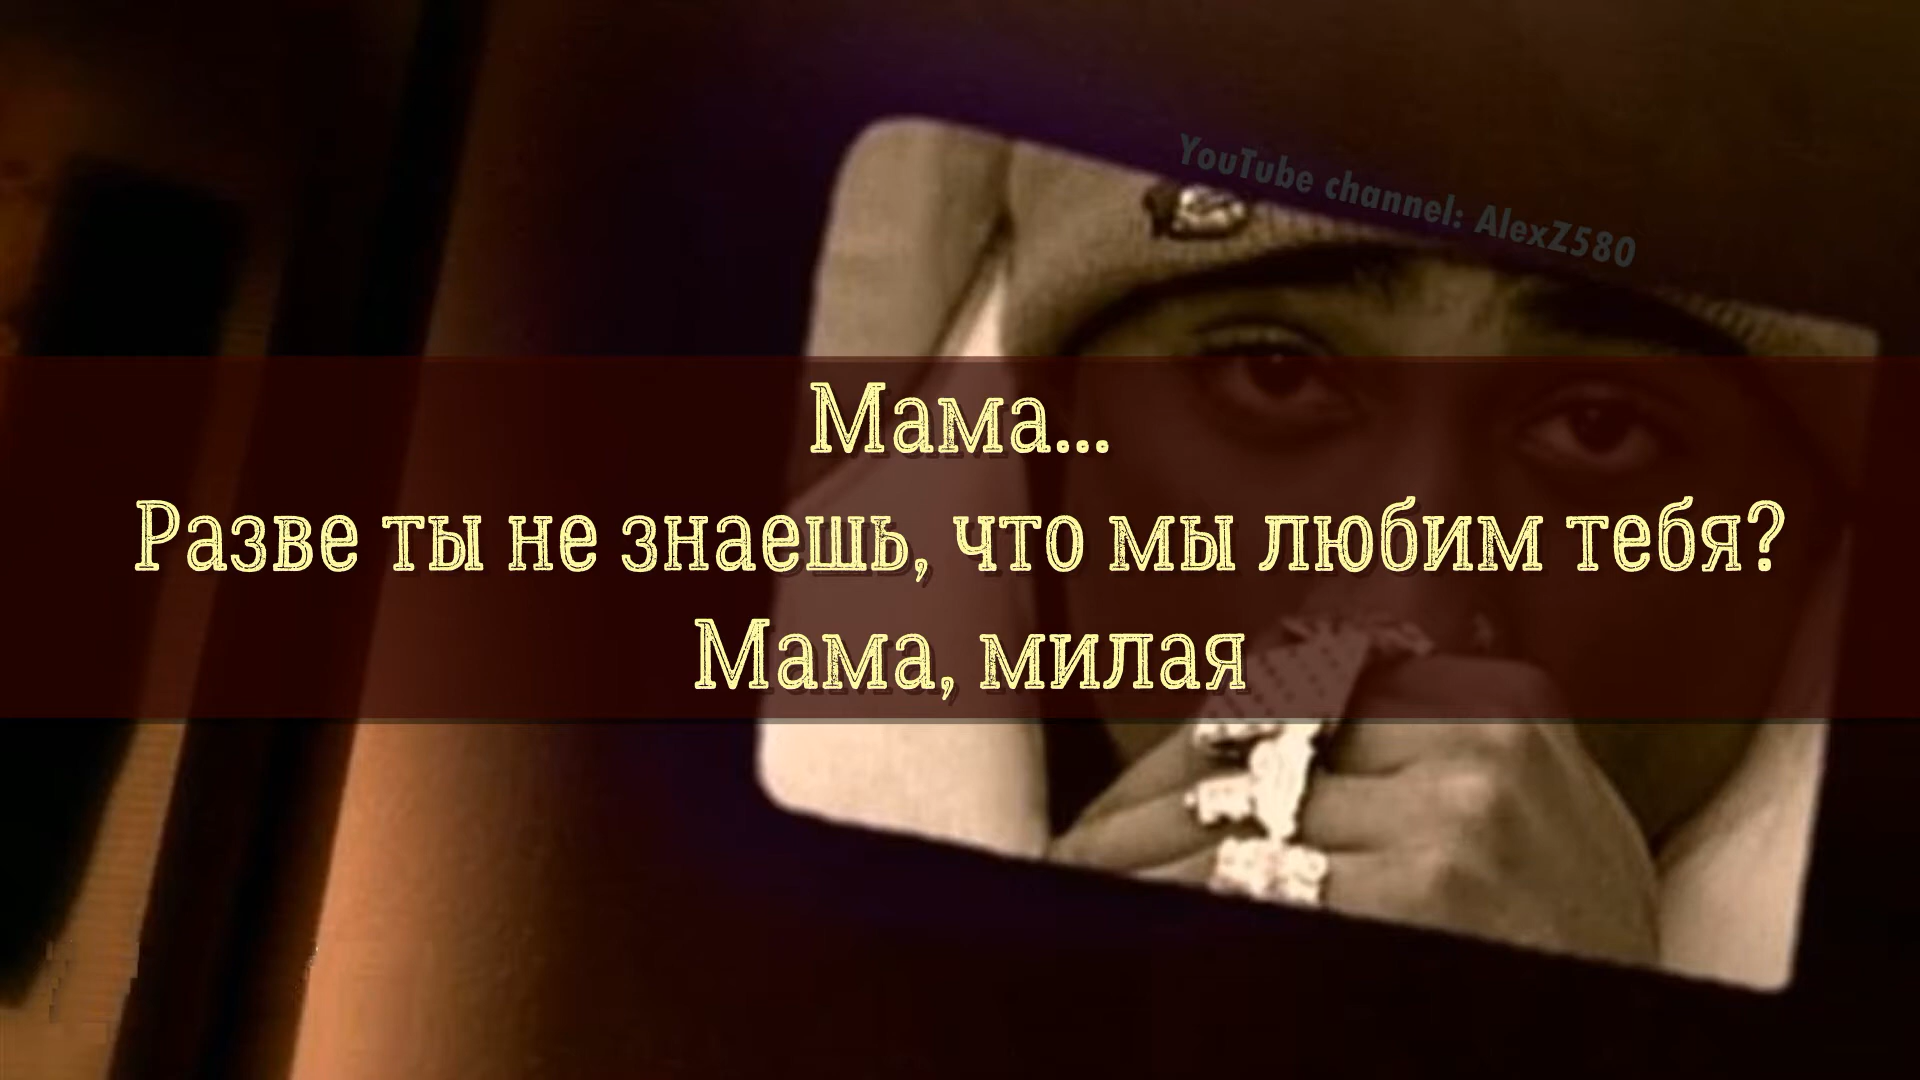 YouTube channel: AlexZ580
Мама...
Разве ты не знаешь, что мы любим тебя?
Мама, милая